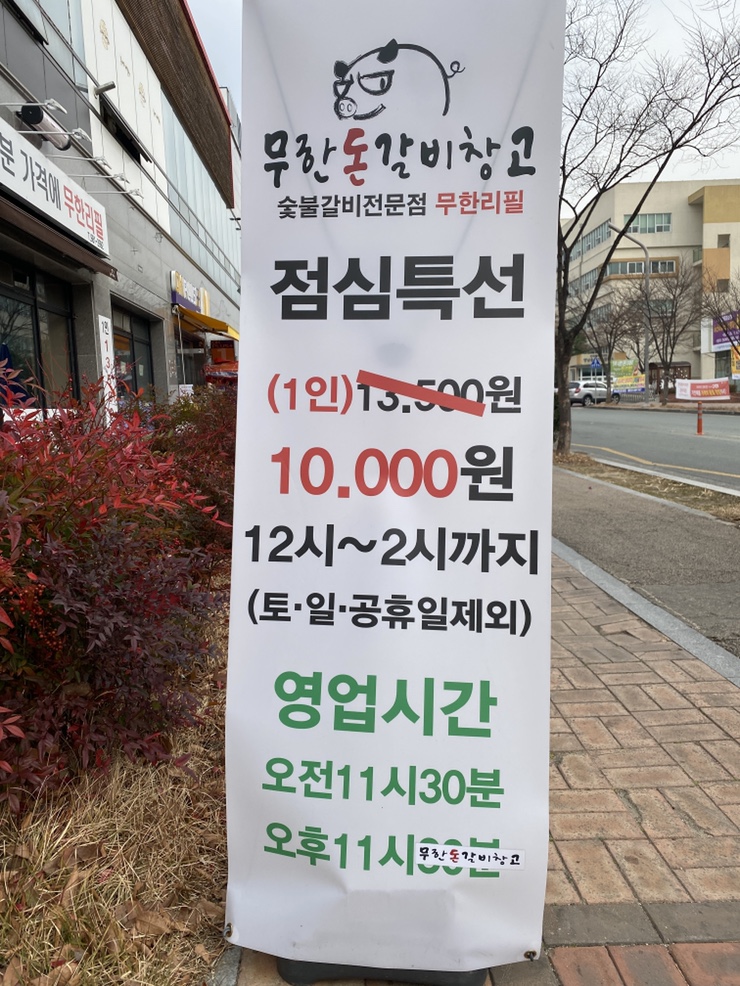 무한돈갈비창고
숯불갈비전문점 무한리필
점심특선
(1인)13.500원
10.000원
12시~2시까지
(토·일·공휴일제외)
영업시간
오전11시30분
오후11시
무한돈갈비창고
분 가격에 무한리필